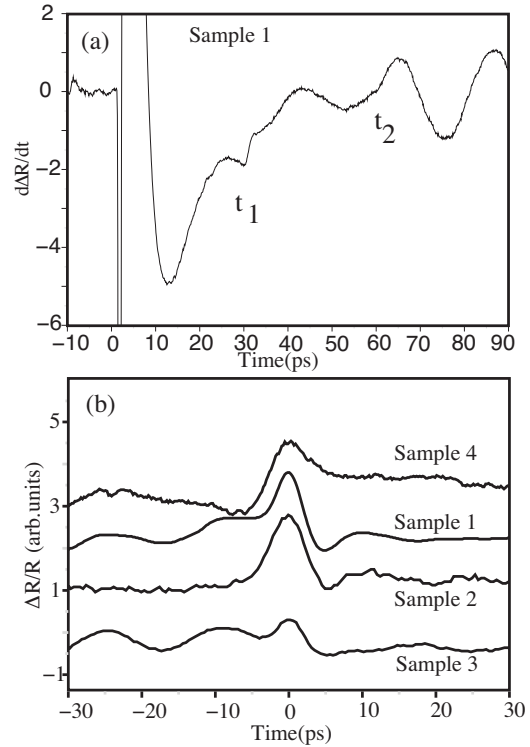 (a)
Sample 1
2
0
-2
-4
-6
dΔR/dt
t1
t2
-10 0 10 20 30 40 50 60 70 80 90
Time(ps)
(b)
5
3
1
-1
ΔR/R (arb.units)
Sample 4
Sample 1
Sample 2
Sample 3
-30 -20 -10 0 10 20 30
Time(ps)